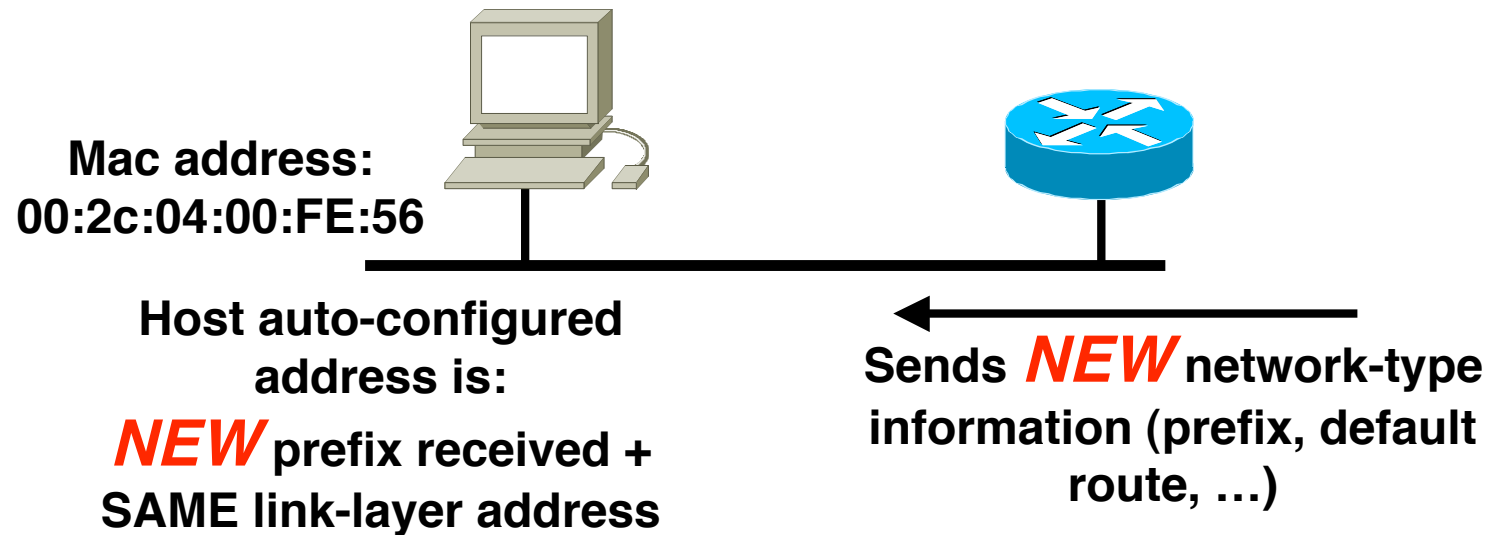 Mac address:
00:2c:04:00:FE:56
Host auto-configured
address is:
NEW prefix received +
SAME link-layer address
Sends NEW network-type
information (prefix, default
route, …)